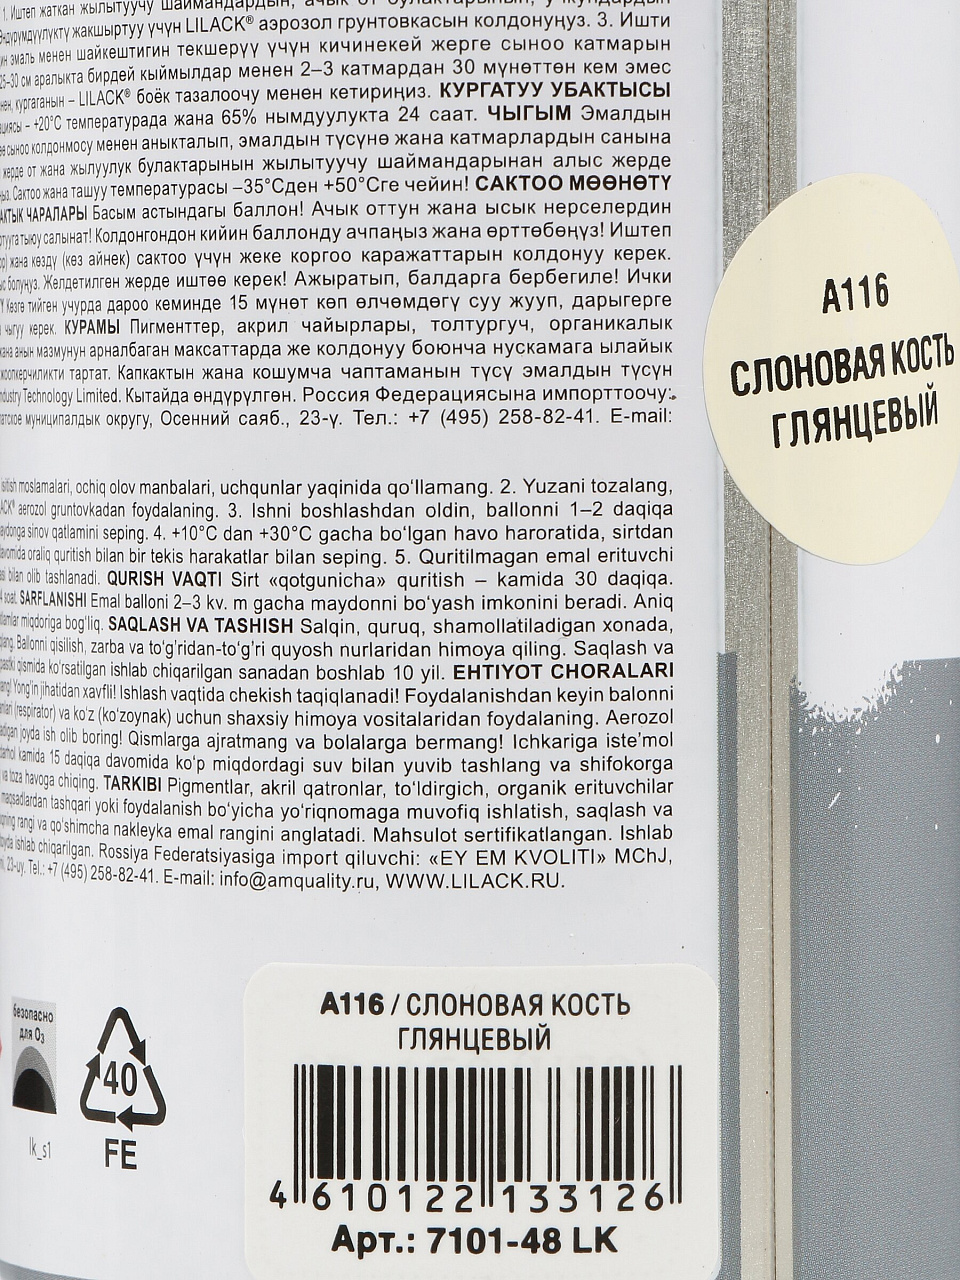 1. Иштеп жаткан жылытуучу шаймандардын, ачык от булактарынын, учкундардын
жакшыртуу үчүн LILACK® аэрозол грунтовкасын колдонуңуз. 3. Ишти
эмаль менен шайкештигин текшерүү үчүн кичинекей жерге сыноо катмарын
25–30 см аралыкта бирдей кыймылдар менен 2–3 катмардан 30 мүнөттөн кем эмес
кургаганын – LILACK® боёк тазалоочу менен кетириңиз. КУРГАТУУ УБАКТЫСЫ
– +20°C температурада жана 65% нымдуулукта 24 саат. ЧЫГЫМ Эмалдын
сыноо колдонмосу менен аныкталып, эмалдын түсүнө жана катмарлардын санына
жерде от жана жылуулук булактарынын жылытуучу шаймандарынан алыс жерде
Сактоо жана ташуу температурасы –35°Сден +50°Сге чейин! САКТОО МӨӨНӨТҮ
ЧАРАЛАРЫ Басым астындагы баллон! Ачык оттун жана ысык нерселердин
тыюу салынат! Колдонгондон кийин баллонду ачпаңыз жана өрттөбөңүз! Иштеп
жана көздү (көз айнек) сактоо үчүн жеке коргоо каражаттарын колдонуу керек.
болуңуз. Желдетилген жерде иштөө керек! Ажыратып, балдарга бербегиле! Ички
Көзгө тийген учурда дароо кеминде 15 мүнөт көп өлчөмдөгү суу жууп, дарыгерге
чыгуу керек. КУРАМЫ Пигменттер, акрил чайырлары, толтургуч, органикалык
жана анын мазмунун арналбаган максаттарда же колдонуу боюнча нускамага ылайык
жоопкерчиликти тартат. Капкактын жана кошумча чаптаманын түсү эмалдын түсүн
Industry Technology Limited. Кытайда өндүрүлгөн. Россия Федерациясына импорттоочу:
муниципалдык округу, Осенний саяб., 23-ү. Тел.: +7 (495) 258-82-41. E-mail:
isitish moslamalari, ochiq olov manbalari, uchqunlar yaqinida qo‘llamang. 2. Yuzani tozalang,
aerozol gruntovkadan foydalaning. 3. Ishni boshlashdan oldin, ballonni 1–2 daqiqa
maydonga sinov qatlamini seping. 4. +10°C dan +30°C gacha bo‘lgan havo haroratida, sirtdan
davomida oraliq quritish bilan bir tekis harakatlar bilan seping. 5. Quritilmagan emal erituvchi
bilan olib tashlanadi. QURISH VAQTI Sirt «qotgunicha» quritish – kamida 30 daqiqa.
soat. SARFLANISHI Emal balloni 2–3 kv. m gacha maydonni bo‘yash imkonini beradi. Aniq
qatlamlar miqdoriga bog‘liq. SAQLASH VA TASHISH Salqin, quruq, shamollatiladigan xonada,
Ballonni qisilish, zarba va to‘g‘ridan-to‘g‘ri quyosh nurlaridan himoya qiling. Saqlash va
pastki qismida ko‘rsatilgan ishlab chiqarilgan sanadan boshlab 10 yil. EHTIYOT CHORALARI
Yong‘in jihatidan xavfli! Ishlash vaqtida chekish taqiqlanadi! Foydalanishdan keyin balonni
(respirator) va ko‘z (ko‘zoynak) uchun shaxsiy himoya vositalaridan foydalaning. Aerozol
joyda ish olib boring! Qismlarga ajratmang va bolalarga bermang! Ichkariga iste’mol
darhol kamida 15 daqiqa davomida ko‘p miqdordagi suv bilan yuvib tashlang va shifokorga
va toza havoga chiqing. TARKIBI Pigmentlar, akril qatronlar, to‘ldirgich, organik erituvchilar
maqsadlardan tashqari yoki foydalanish bo‘yicha yo‘riqnomaga muvofiq ishlatish, saqlash va
rangi va qo‘shimcha nakleyka emal rangini anglatadi. Mahsulot sertifikatlangan. Ishlab
ishlab chiqarilgan. Rossiya Federatsiyasiga import qiluvchi: «EY EM KVOLITI» MChJ,
23-uy. Tel.: +7 (495) 258-82-41. E-mail: info@amquality.ru, WWW.LILACK.RU.
A116
СЛОНОВАЯ КОСТЬ
ГЛЯНЦЕВЫЙ
безопасно
для O3
lk_s1
40
FE
A116 / СЛОНОВАЯ КОСТЬ
ГЛЯНЦЕВЫЙ
4 610122 133126
Арт.: 7101-48 LK